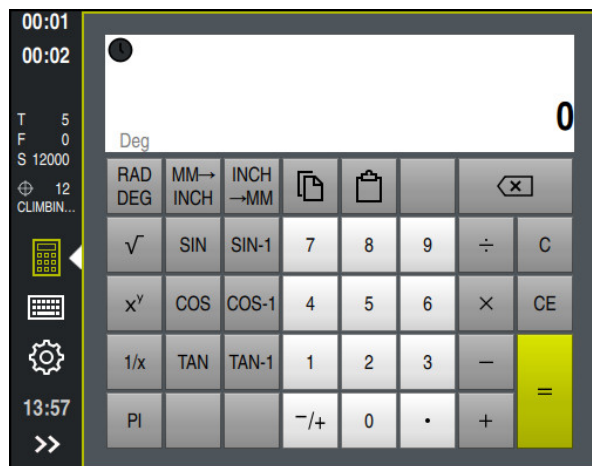 00:01
00:02
T 5
F 0
S 12000
12
CLIMBIN...
13:57
>>
0
Deg
RAD DEG
MM→ INCH
INCH →MM
√ SIN SIN-1 7 8 9 ÷ C
xʸ COS COS-1 4 5 6 × CE
1/x TAN TAN-1 1 2 3 − =
PI −/+ 0 · +